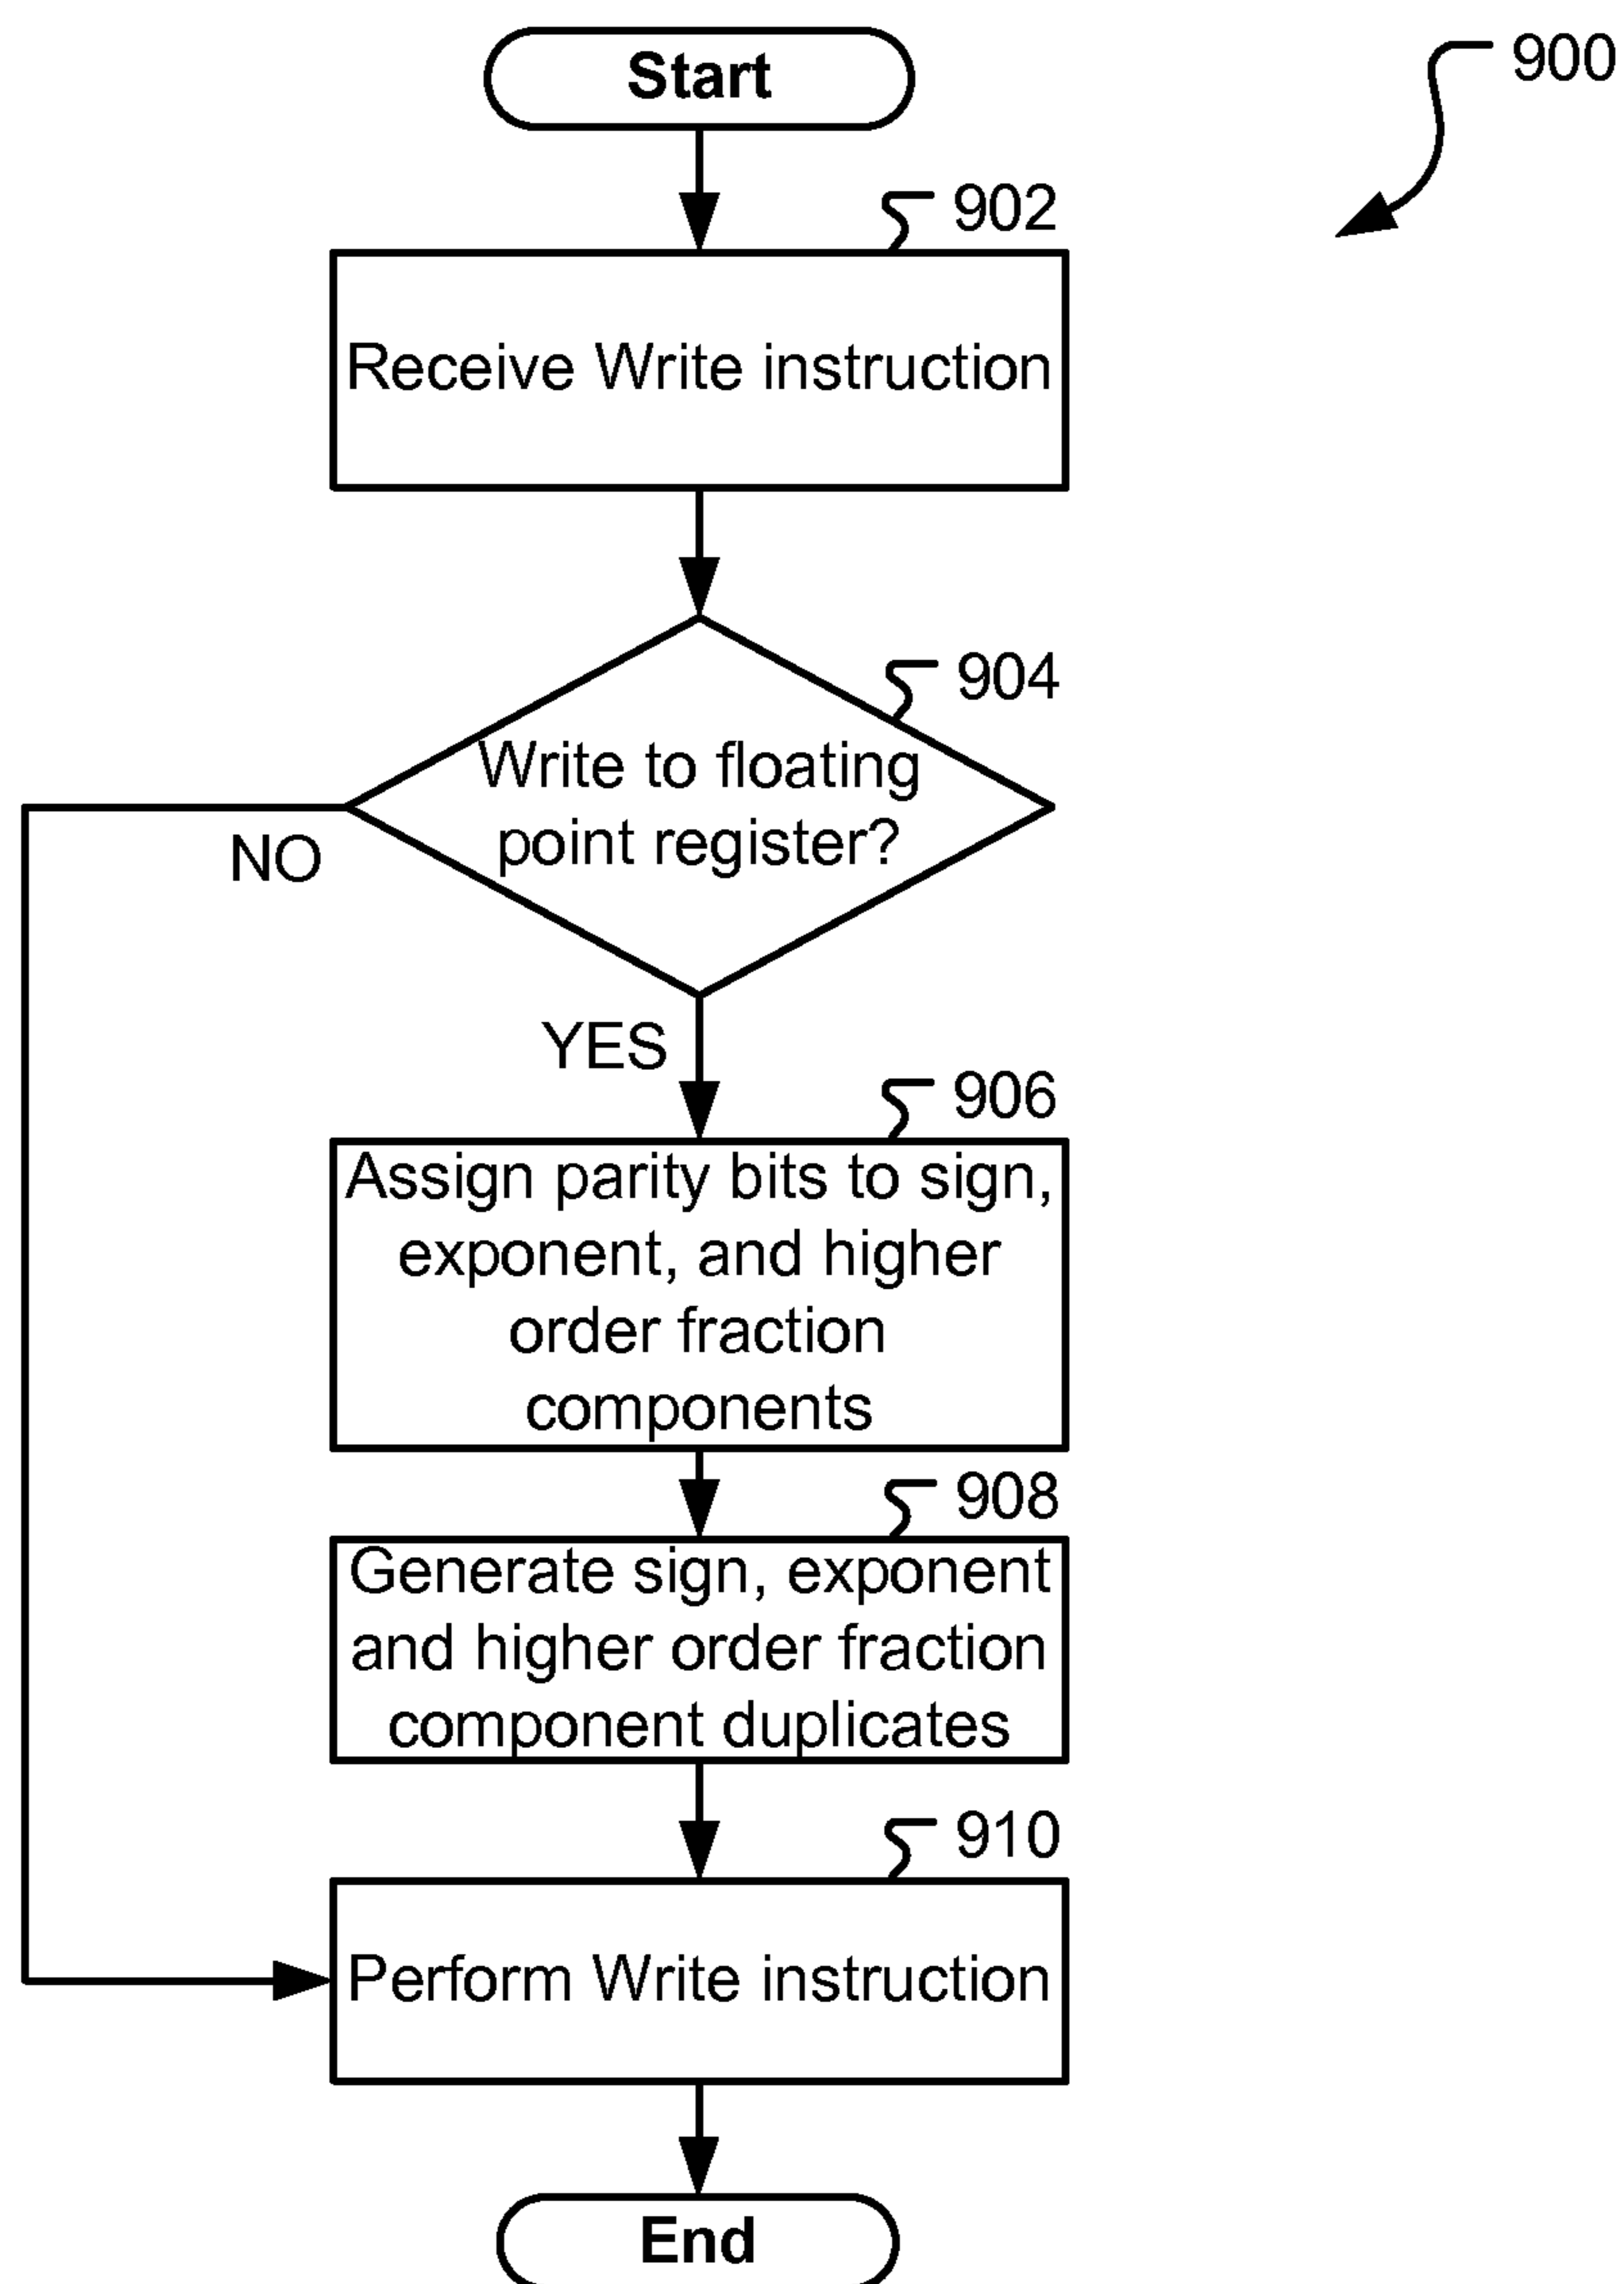 Start
900
902
Receive Write instruction
904
Write to floating
point register?
NO
YES
906
Assign parity bits to sign,
exponent, and higher
order fraction
components
908
Generate sign, exponent
and higher order fraction
component duplicates
910
Perform Write instruction
End